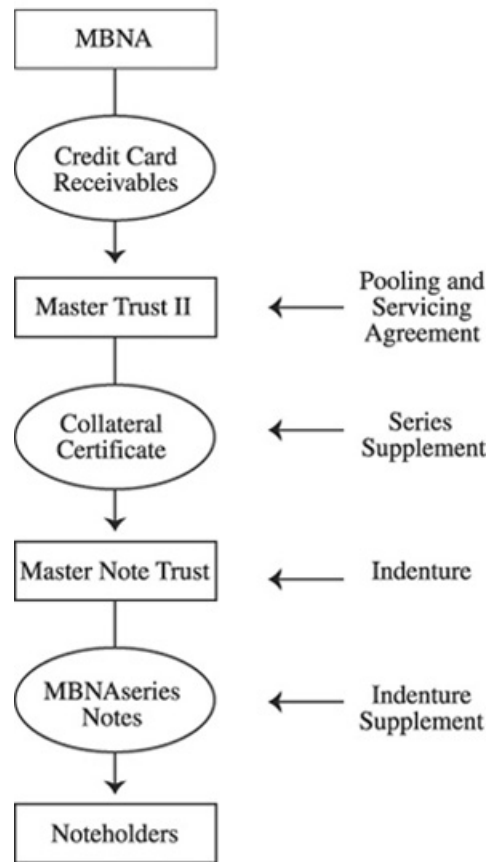 MBNA
Credit Card
Receivables
Master Trust II
Pooling and
Servicing
Agreement
Collateral
Certificate
Series
Supplement
Master Note Trust
Indenture
MBNAseries
Notes
Indenture
Supplement
Noteholders